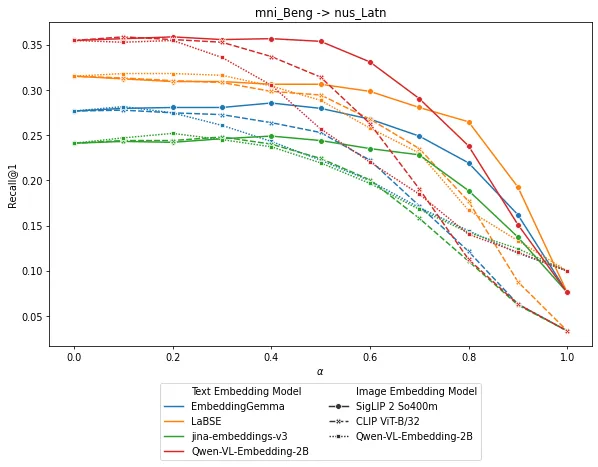 mni_Beng -> nus_Latn
0.35
0.30
0.25
0.20
0.15
0.10
0.05
Recall@1
0.0 0.2 0.4 0.6 0.8 1.0
α
Text Embedding Model Image Embedding Model
EmbeddingGemma SigLIP 2 So400m
LaBSE CLIP ViT-B/32
jina-embeddings-v3 Qwen-VL-Embedding-2B
Qwen-VL-Embedding-2B